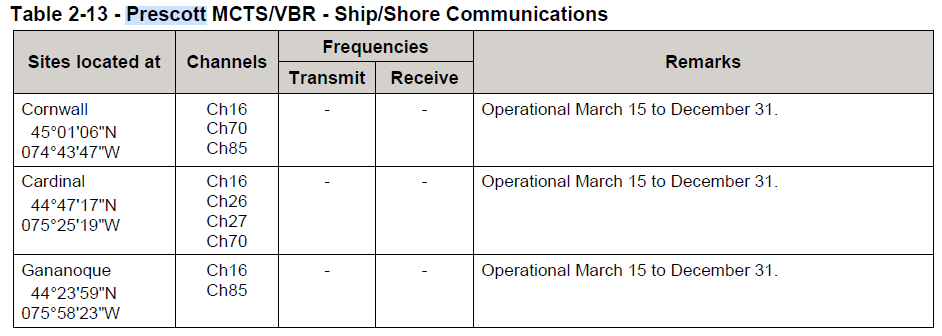 Table 2-13 - Prescott MCTS/VBR - Ship/Shore Communications
Sites located at Channels Frequencies Remarks
Transmit Receive
Cornwall Ch16 - - Operational March 15 to December 31.
45°01'06"N Ch70
074°43'47"W Ch85
Cardinal Ch16 - - Operational March 15 to December 31.
44°47'17"N Ch26
075°25'19"W Ch27
Ch70
Gananoque Ch16 - - Operational March 15 to December 31.
44°23'59"N Ch85
075°58'23"W